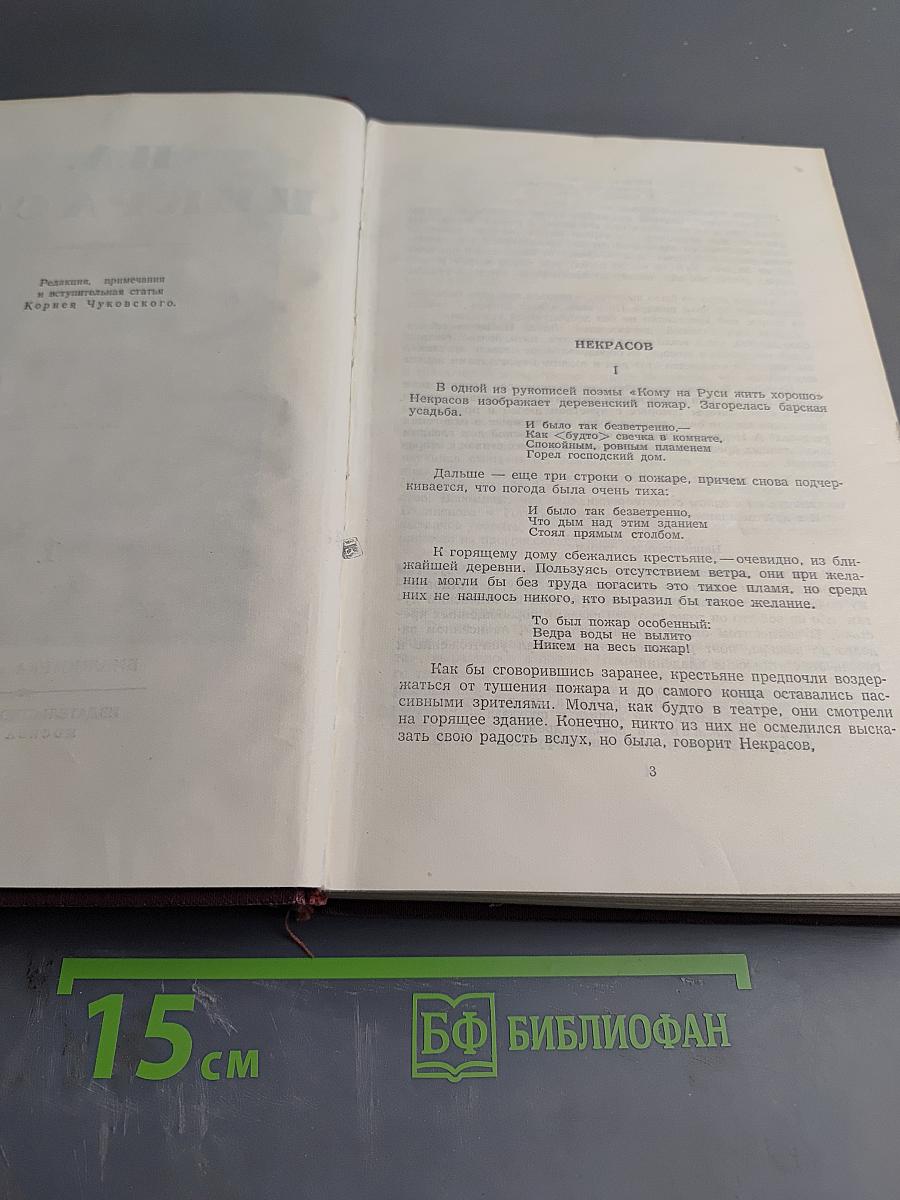 Редакция, примечания
и вступительная статья
Корнея Чуковского.
НЕКРАСОВ
I
В одной из рукописей поэмы «Кому на Руси жить хорошо»
Некрасов изображает деревенский пожар. Загорелась барская
усадьба.
И было так безветренно,—
Как <будто> свечка в комнате,
Спокойным, ровным пламенем
Горел господский дом.
Дальше — еще три строки о пожаре, причем снова подчер-
кивается, что погода была очень тиха:
И было так безветренно,
Что дым над этим зданием
Стоял прямым столбом.
К горящему дому сбежались крестьяне,—очевидно, из бли-
жайшей деревни. Пользуясь отсутствием ветра, они при жела-
нии могли бы без труда погасить это тихое пламя, но среди
них не нашлось никого, кто выразил бы такое желание.
То был пожар особенный:
Ведра воды не вылито
Никем на весь пожар!
Как бы сговорившись заранее, крестьяне предпочли воздер-
жаться от тушения пожара и до самого конца оставались пас-
сивными зрителями. Молча, как будто в театре, они смотрели
на горящее здание. Конечно, никто из них не осмелился выска-
зать свою радость вслух, но была, говорит Некрасов,
3
15 см
БФ БИБЛИОФАН